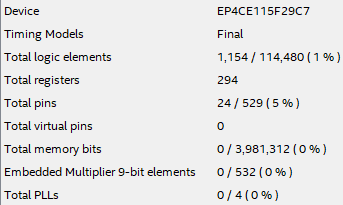 Device EP4CE115F29C7
Timing Models Final
Total logic elements 1,154 / 114,480 ( 1 % )
Total registers 294
Total pins 24 / 529 ( 5 % )
Total virtual pins 0
Total memory bits 0 / 3,981,312 ( 0 % )
Embedded Multiplier 9-bit elements 0 / 532 ( 0 % )
Total PLLs 0 / 4 ( 0 % )